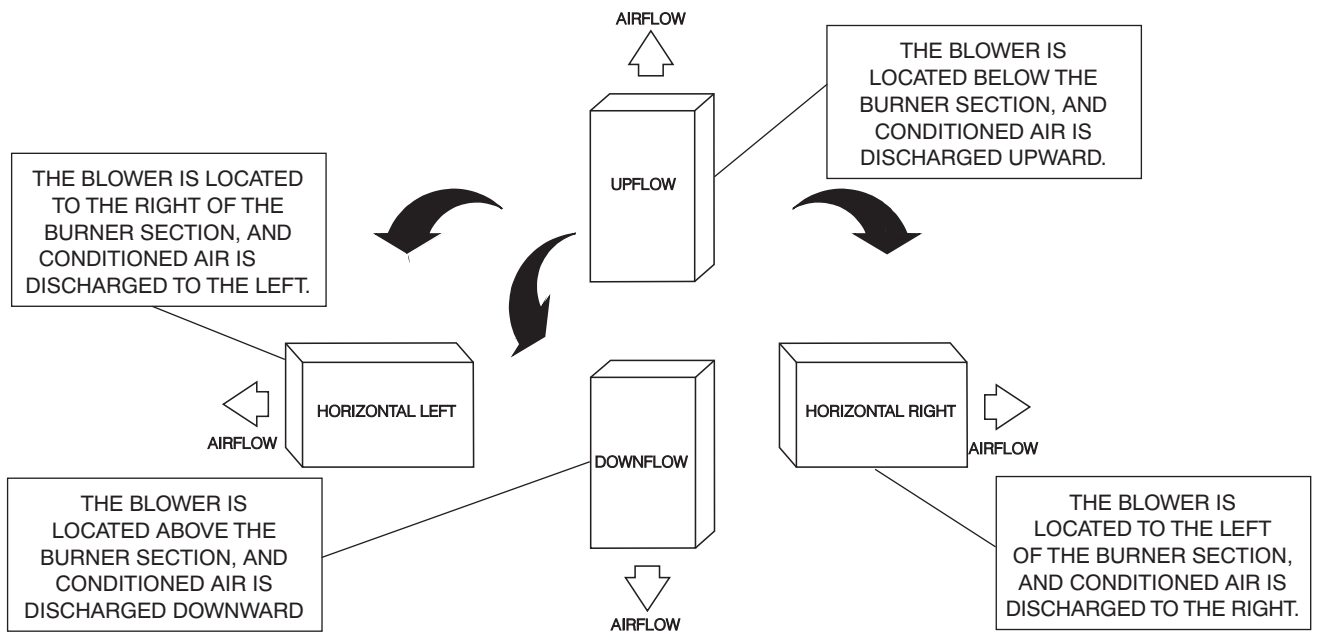 AIRFLOW
THE BLOWER IS
LOCATED BELOW THE
BURNER SECTION, AND
CONDITIONED AIR IS
DISCHARGED UPWARD.
UPFLOW
THE BLOWER IS LOCATED
TO THE RIGHT OF THE
BURNER SECTION, AND
CONDITIONED AIR IS
DISCHARGED TO THE LEFT.
HORIZONTAL LEFT
AIRFLOW
HORIZONTAL RIGHT
AIRFLOW
DOWNFLOW
THE BLOWER IS
LOCATED ABOVE THE
BURNER SECTION, AND
CONDITIONED AIR IS
DISCHARGED DOWNWARD
THE BLOWER IS
LOCATED TO THE LEFT
OF THE BURNER SECTION,
AND CONDITIONED AIR IS
DISCHARGED TO THE RIGHT.
AIRFLOW